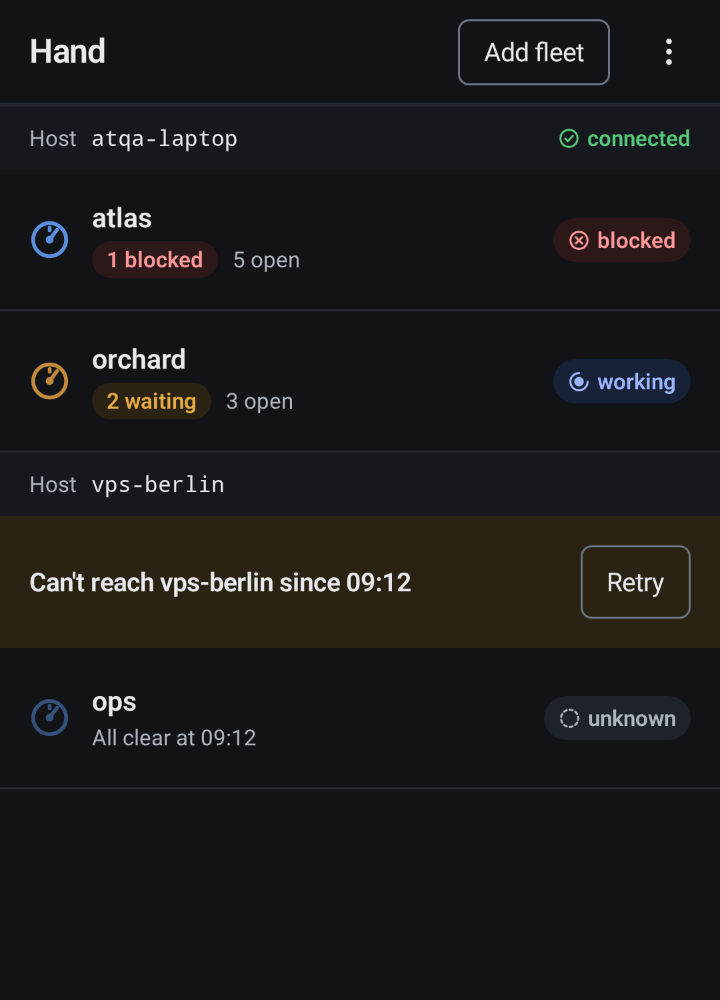 Hand
Add fleet
Host atqa-laptop
connected
atlas
1 blocked 5 open
blocked
orchard
2 waiting 3 open
working
Host vps-berlin
Can't reach vps-berlin since 09:12
Retry
ops
All clear at 09:12
unknown